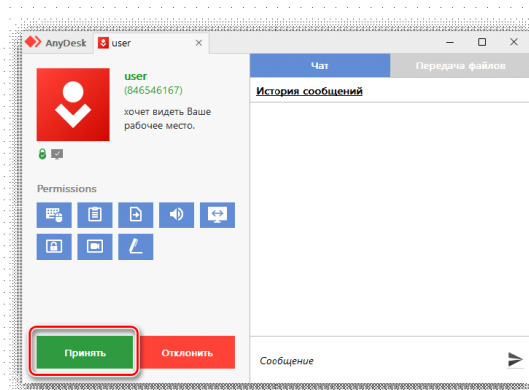 AnyDesk
user
user
(846546167)
хочет видеть Ваше
рабочее место.
Permissions
Принять
Отклонить
Чат
Передача файлов
История сообщений
Сообщение